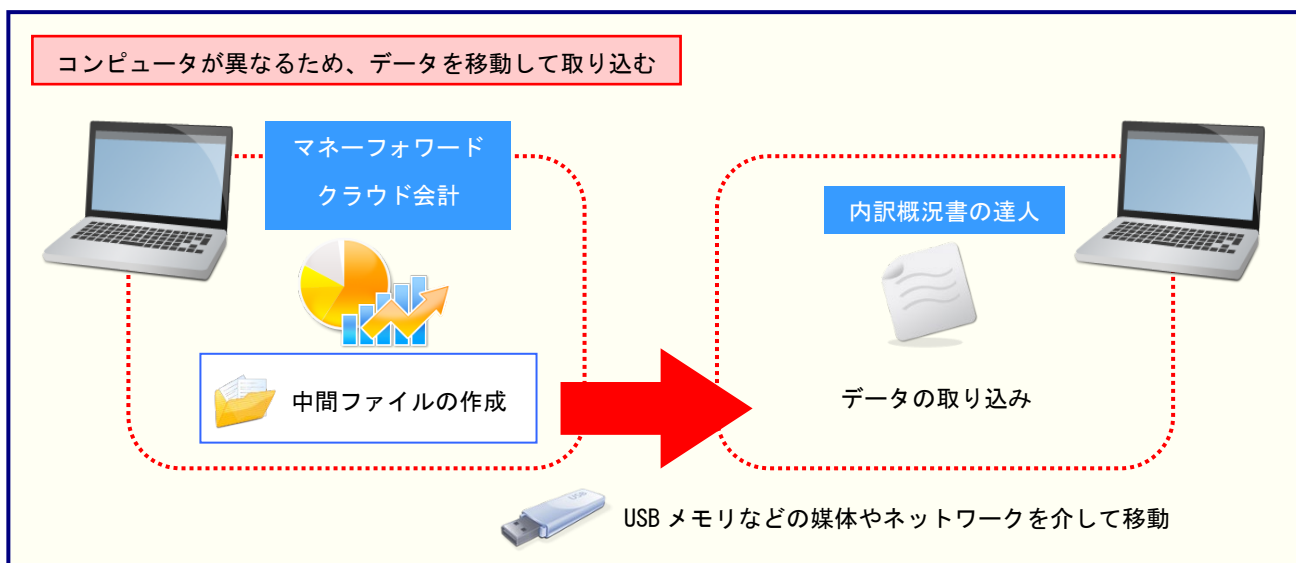 コンピュータが異なるため、データを移動して取り込む
マネーフォワード
クラウド会計
中間ファイルの作成
内訳概況書の達人
データの取り込み
USB
USB メモリなどの媒体やネットワークを介して移動